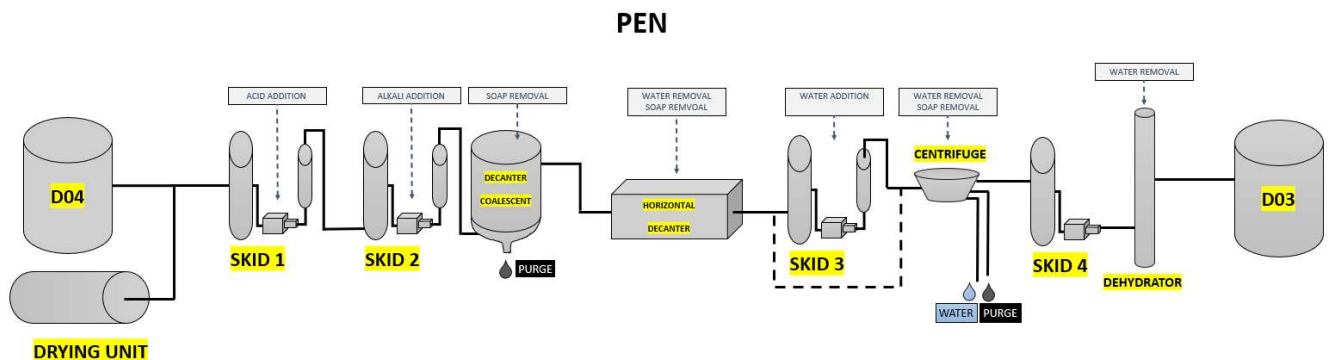 PEN
ACID ADDITION
ALKALI ADDITION
SOAP REMOVAL
WATER REMOVAL
SOAP REMVOAL
WATER ADDITION
WATER REMOVAL
SOAP REMOVAL
WATER REMOVAL
D04
DRYING UNIT
SKID 1
SKID 2
DECANTER
COALESCENT
PURGE
HORIZONTAL
DECANTER
SKID 3
CENTRIFUGE
WATER
PURGE
SKID 4
DEHYDRATOR
D03